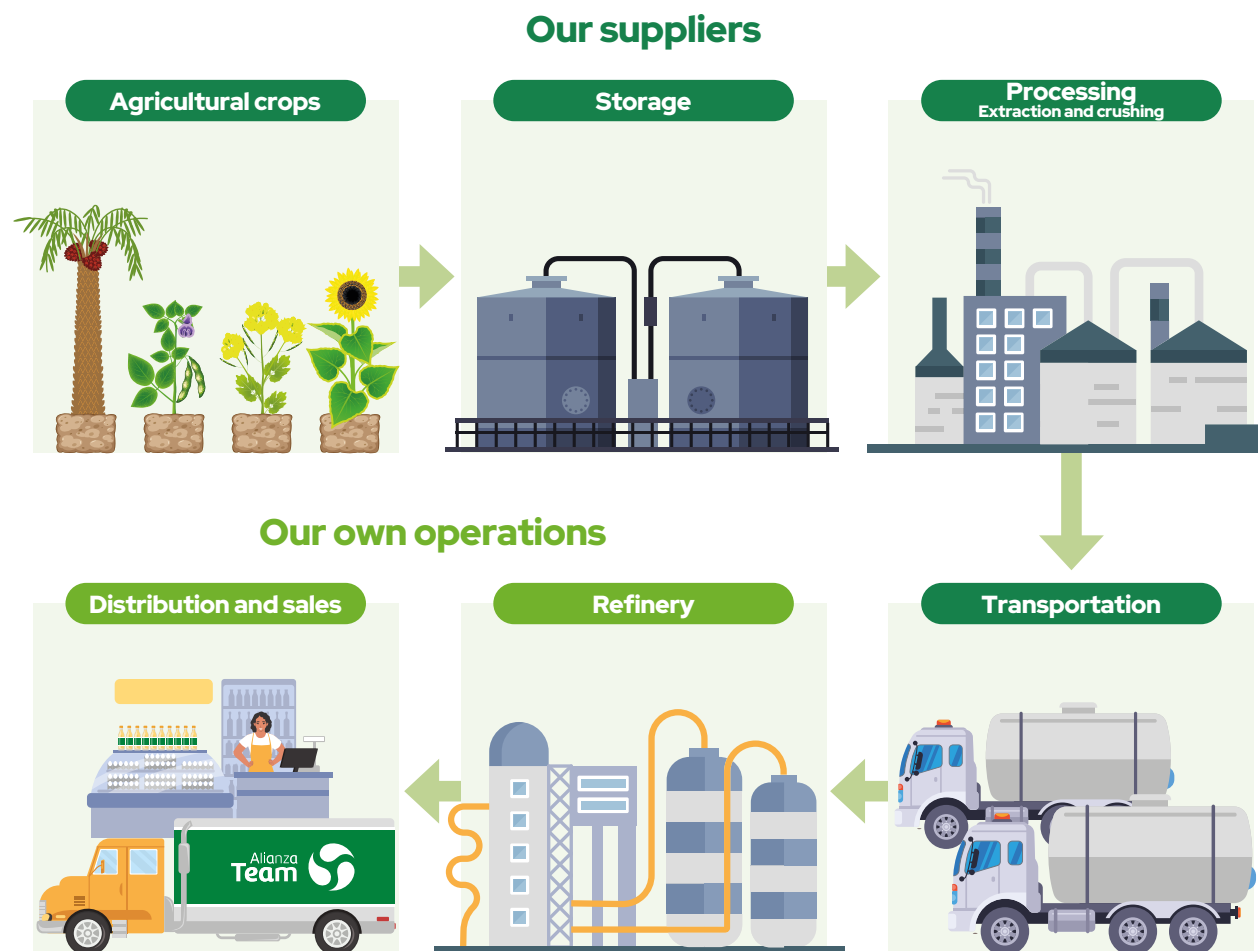 Our suppliers
Agricultural crops
Storage
Processing
Extraction and crushing
Our own operations
Distribution and sales
Refinery
Transportation
Alianza
Team